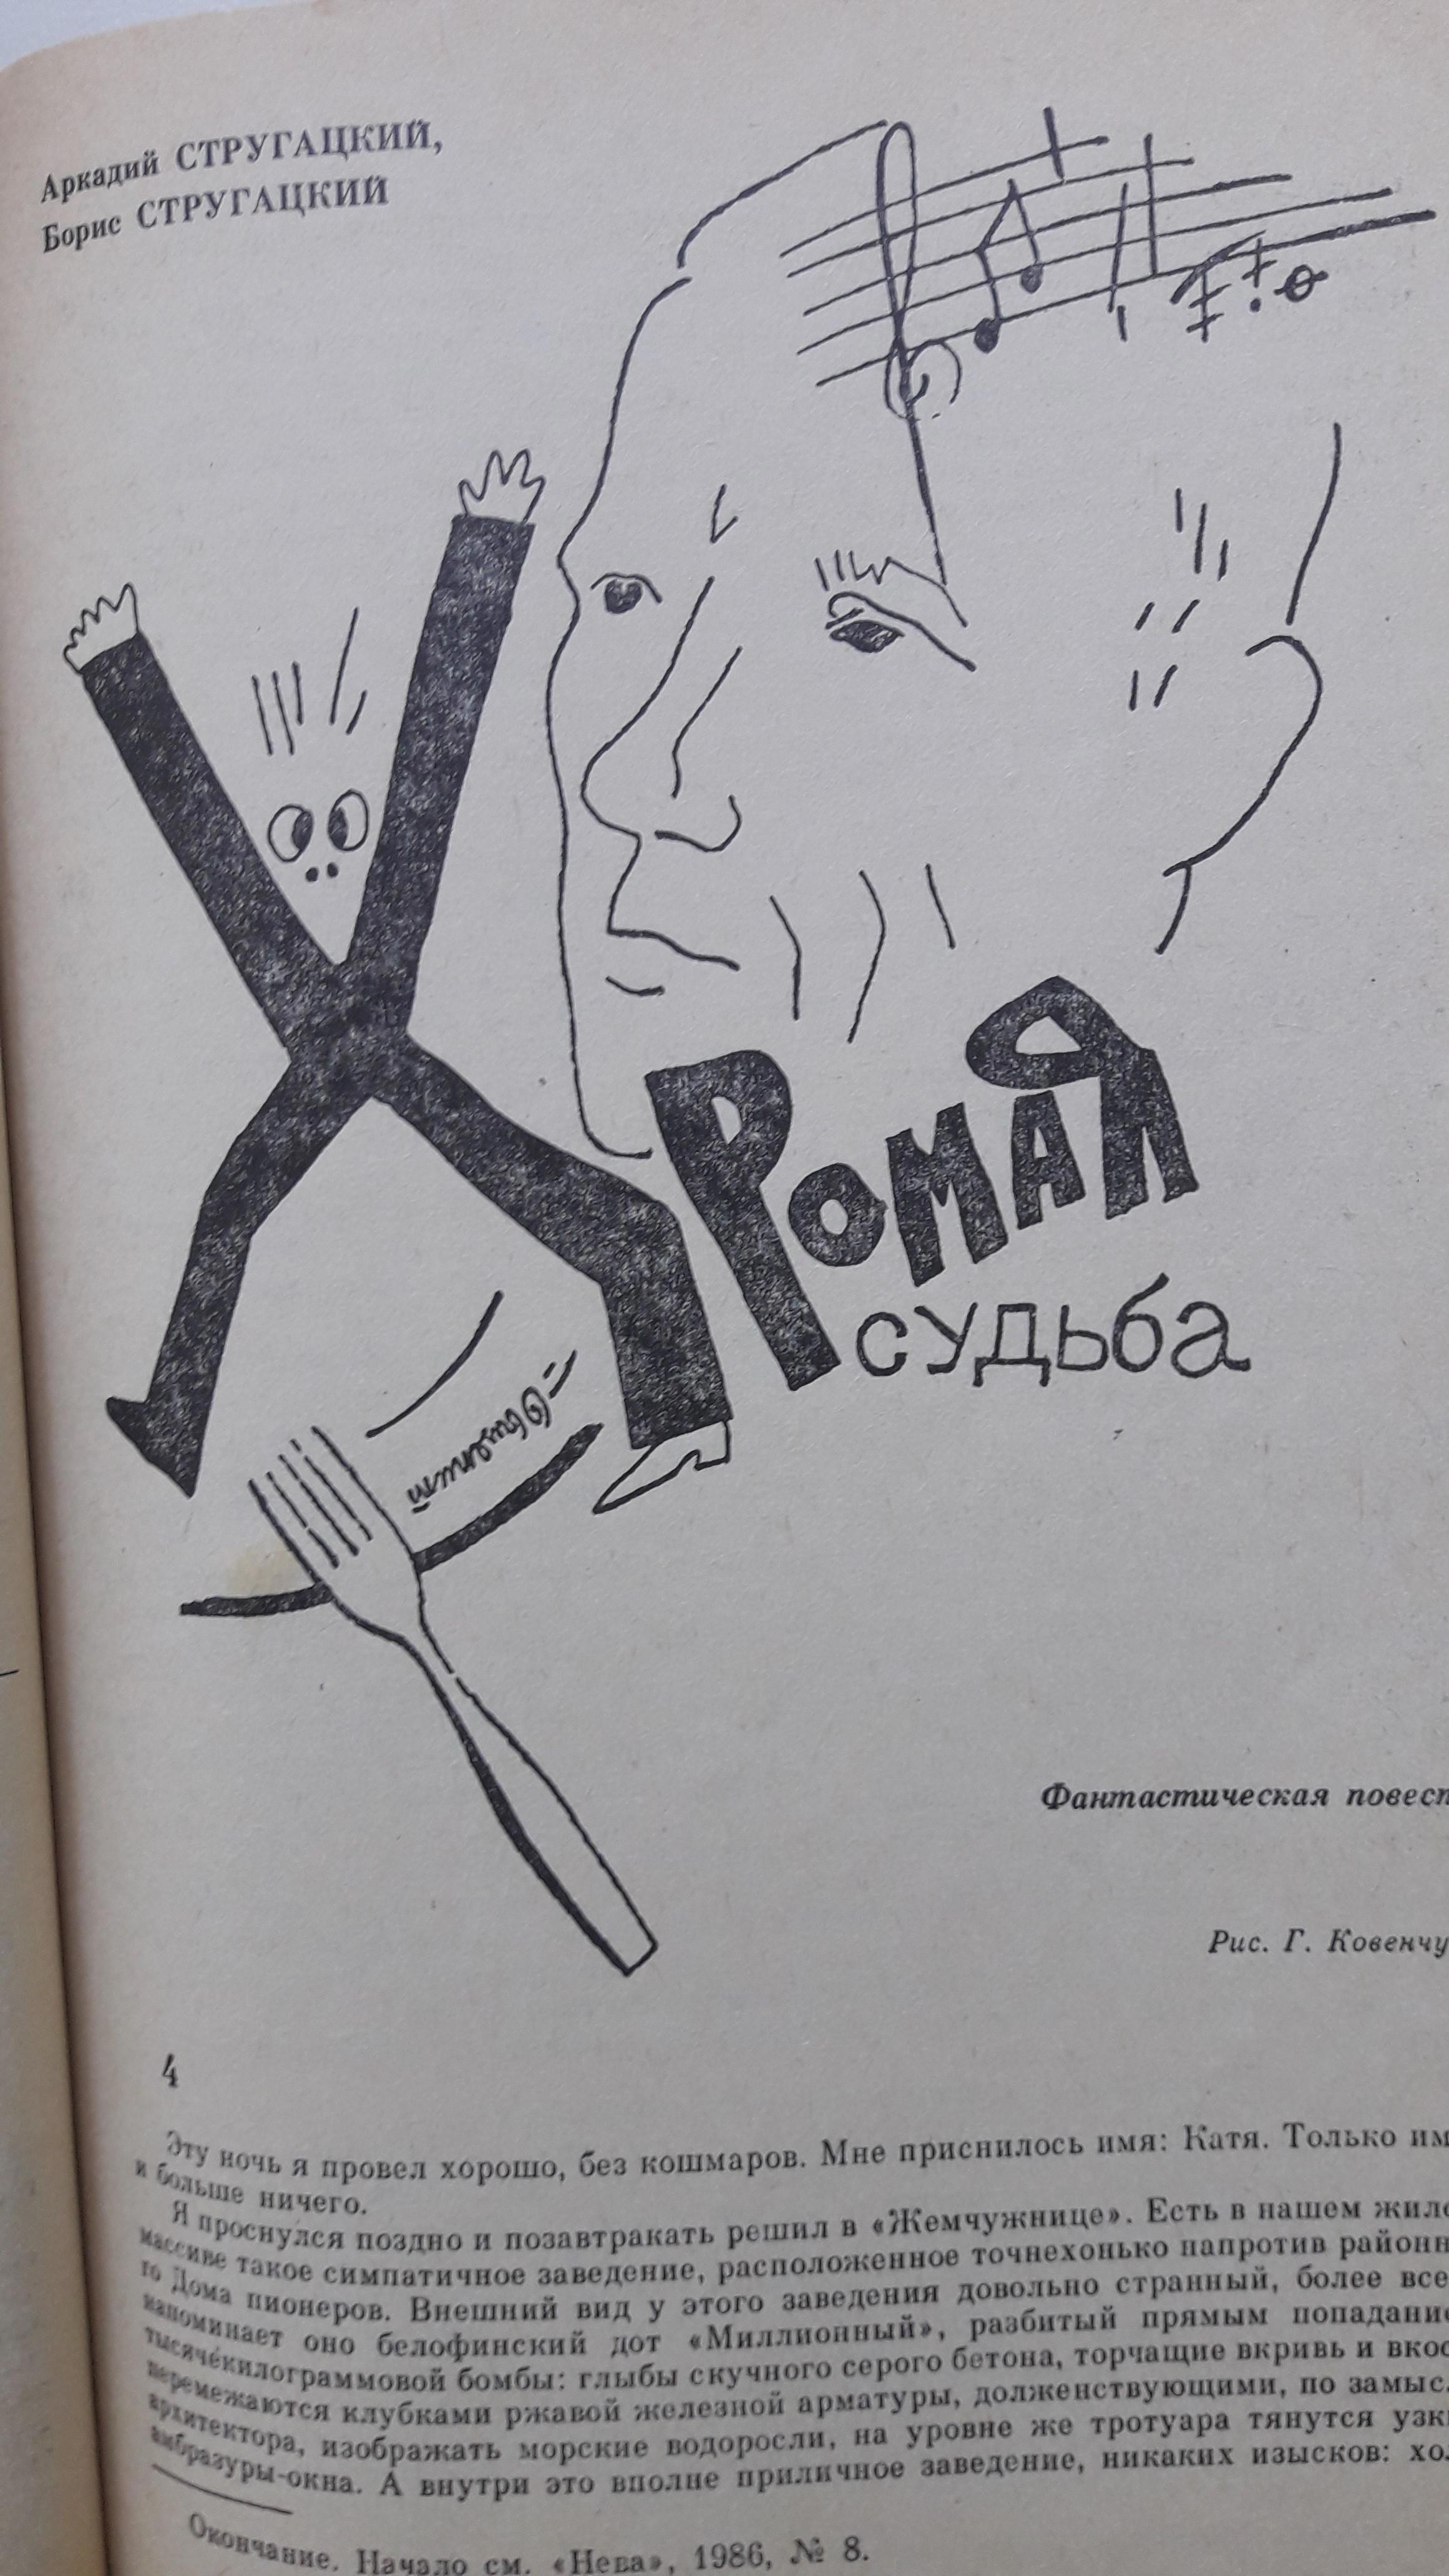 Аркадий СТРУГАЦКИЙ,
Борис СТРУГАЦКИЙ
ХРОМАЯ
судьба
Фантастическая повест
Рис. Г. Ковенчу
4
Эту ночь я провел хорошо, без кошмаров. Мне приснилось имя: Катя. Только им
и больше ничего.
Я проснулся поздно и позавтракать решил в «Жемчужнице». Есть в нашем жило
массиве такое симпатичное заведение, расположенное точнехонько напротив районн
го Дома пионеров. Внешний вид у этого заведения довольно странный, более все
напоминает оно белофинский дот «Миллионный», разбитый прямым попадание
тысячекилограммовой бомбы: глыбы скучного серого бетона, торчащие вкривь и вкос
перемежаются клубками ржавой железной арматуры, долженствующими, по замыс
архитектора, изображать морские водоросли, на уровне же тротуара тянутся узк
амбразуры-окна. А внутри это вполне приличное заведение, никаких изысков: хол
Окончание. Начало см. «Нева», 1986, № 8.